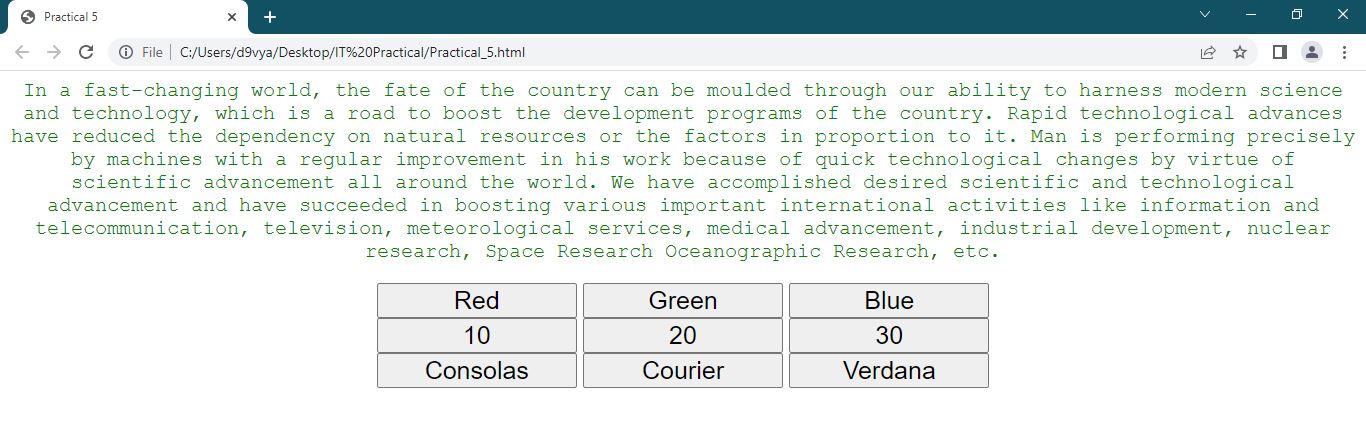 Practical 5
File C:/Users/d9vya/Desktop/IT%20Practical/Practical_5.html
In a fast-changing world, the fate of the country can be moulded through our ability to harness modern science
and technology, which is a road to boost the development programs of the country. Rapid technological advances
have reduced the dependency on natural resources or the factors in proportion to it. Man is performing precisely
by machines with a regular improvement in his work because of quick technological changes by virtue of
scientific advancement all around the world. We have accomplished desired scientific and technological
advancement and have succeeded in boosting various important international activities like information and
telecommunication, television, meteorological services, medical advancement, industrial development, nuclear
research, Space Research Oceanographic Research, etc.
Red Green Blue
10 20 30
Consolas Courier Verdana